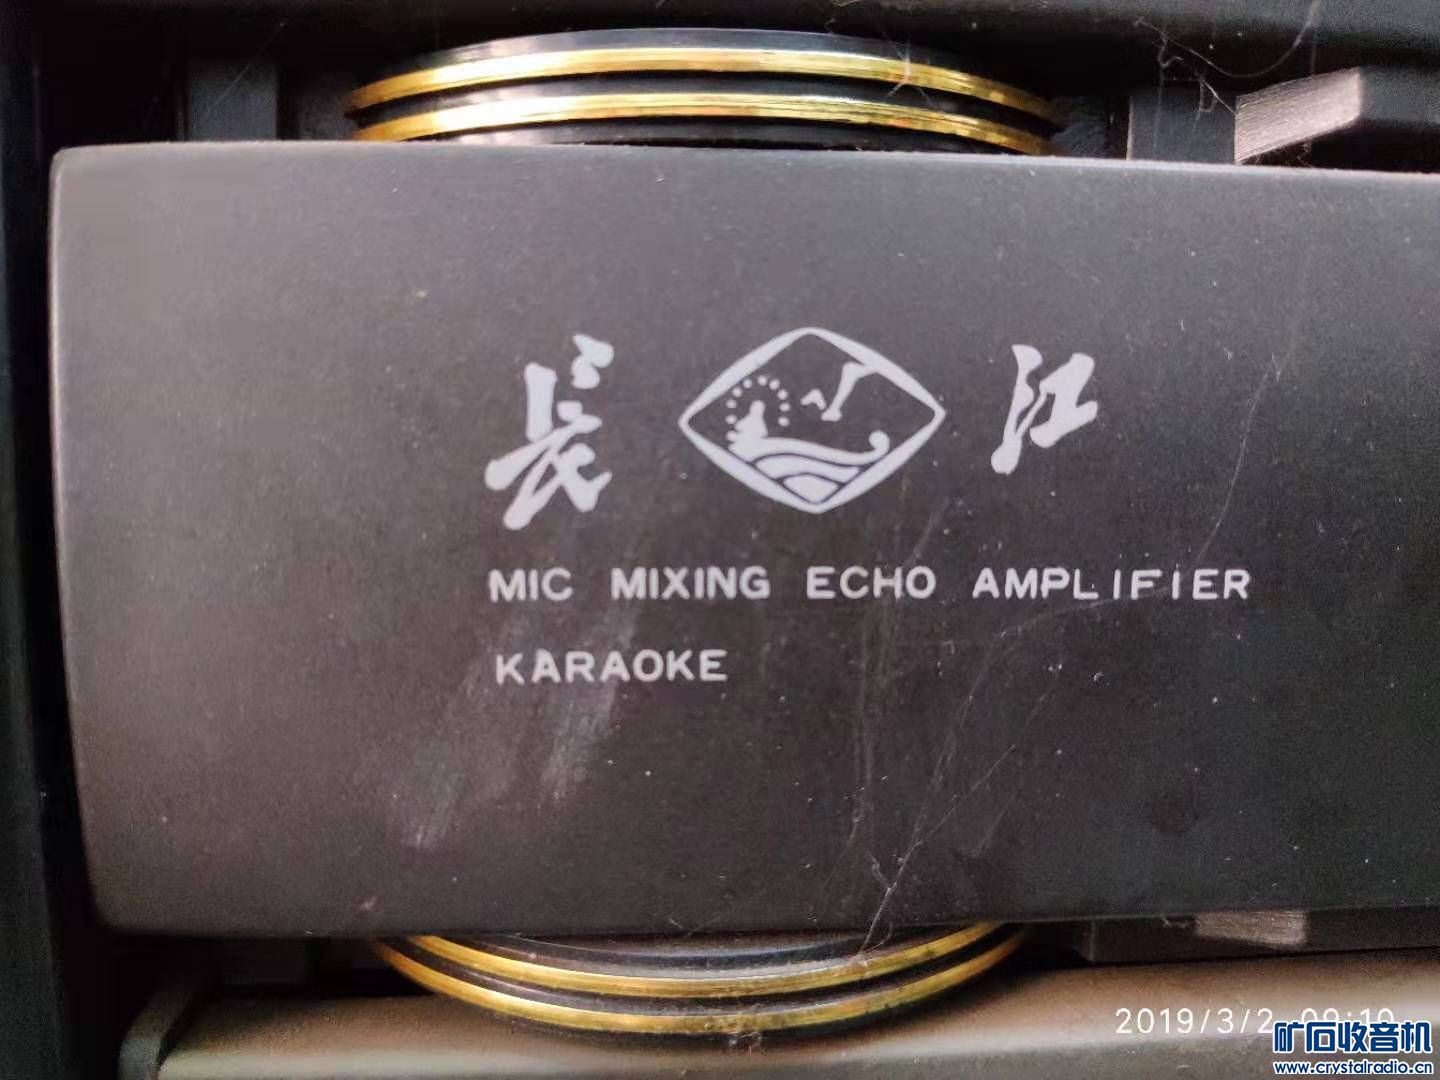 長 江
MIC MIXING ECHO AMPLIFIER
KARAOKE
2019/3/2 09:10
矿石收音机
www.crystalradio.cn